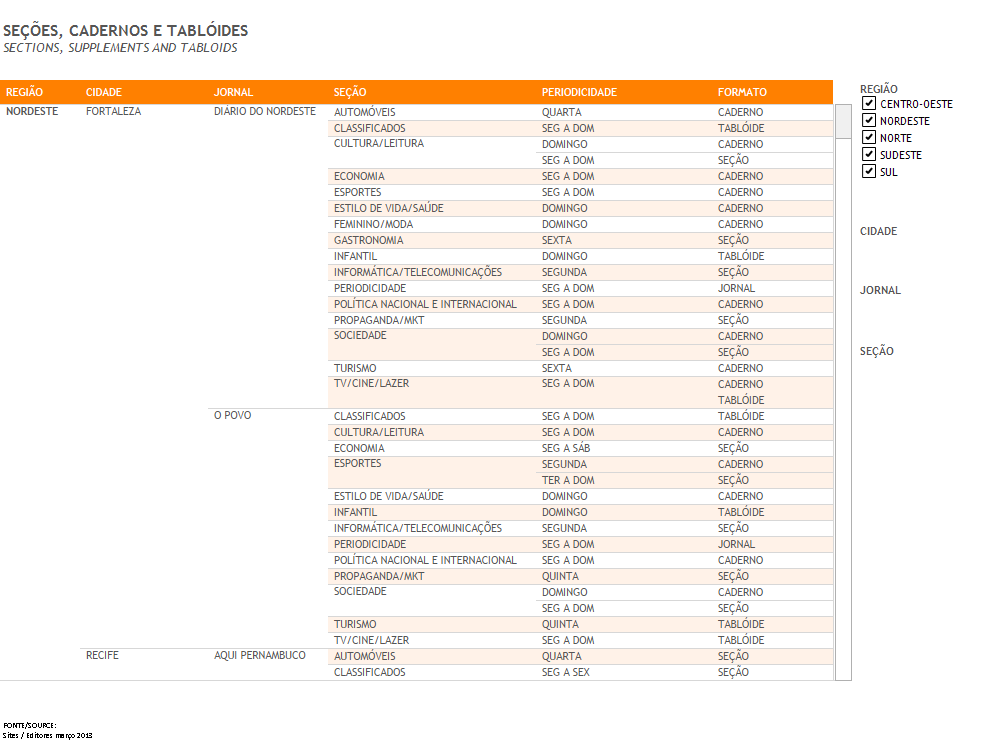 SEÇÕES, CADERNOS E TABLÓIDES
SECTIONS, SUPPLEMENTS AND TABLOIDS
REGIÃO CIDADE JORNAL SEÇÃO PERIODICIDADE FORMATO
NORDESTE FORTALEZA DIÁRIO DO NORDESTE AUTOMÓVEIS QUARTA CADERNO
CLASSIFICADOS SEG A DOM TABLÓIDE
CULTURA/LEITURA DOMINGO CADERNO
SEG A DOM SEÇÃO
ECONOMIA SEG A DOM CADERNO
ESPORTES SEG A DOM CADERNO
ESTILO DE VIDA/SAÚDE DOMINGO CADERNO
FEMININO/MODA DOMINGO CADERNO
GASTRONOMIA SEXTA SEÇÃO
INFANTIL DOMINGO TABLÓIDE
INFORMÁTICA/TELECOMUNICAÇÕES SEGUNDA SEÇÃO
PERIODICIDADE SEG A DOM JORNAL
POLÍTICA NACIONAL E INTERNACIONAL SEG A DOM CADERNO
PROPAGANDA/MKT SEGUNDA SEÇÃO
SOCIEDADE DOMINGO CADERNO
SEG A DOM SEÇÃO
TURISMO SEXTA CADERNO
TV/CINE/LAZER SEG A DOM CADERNO
TABLÓIDE
O POVO CLASSIFICADOS SEG A DOM TABLÓIDE
CULTURA/LEITURA SEG A DOM CADERNO
ECONOMIA SEG A SÁB SEÇÃO
ESPORTES SEGUNDA CADERNO
TER A DOM SEÇÃO
ESTILO DE VIDA/SAÚDE DOMINGO CADERNO
INFANTIL DOMINGO TABLÓIDE
INFORMÁTICA/TELECOMUNICAÇÕES SEGUNDA SEÇÃO
PERIODICIDADE SEG A DOM JORNAL
POLÍTICA NACIONAL E INTERNACIONAL SEG A DOM CADERNO
PROPAGANDA/MKT QUINTA SEÇÃO
SOCIEDADE DOMINGO CADERNO
SEG A DOM SEÇÃO
TURISMO QUINTA TABLÓIDE
TV/CINE/LAZER SEG A DOM TABLÓIDE
RECIFE AQUI PERNAMBUCO AUTOMÓVEIS QUARTA SEÇÃO
CLASSIFICADOS SEG A SEX SEÇÃO
REGIÃO
CENTRO-OESTE
NORDESTE
NORTE
SUDESTE
SUL
CIDADE
JORNAL
SEÇÃO
FONTE/SOURCE:
Sites / Editores março 2013